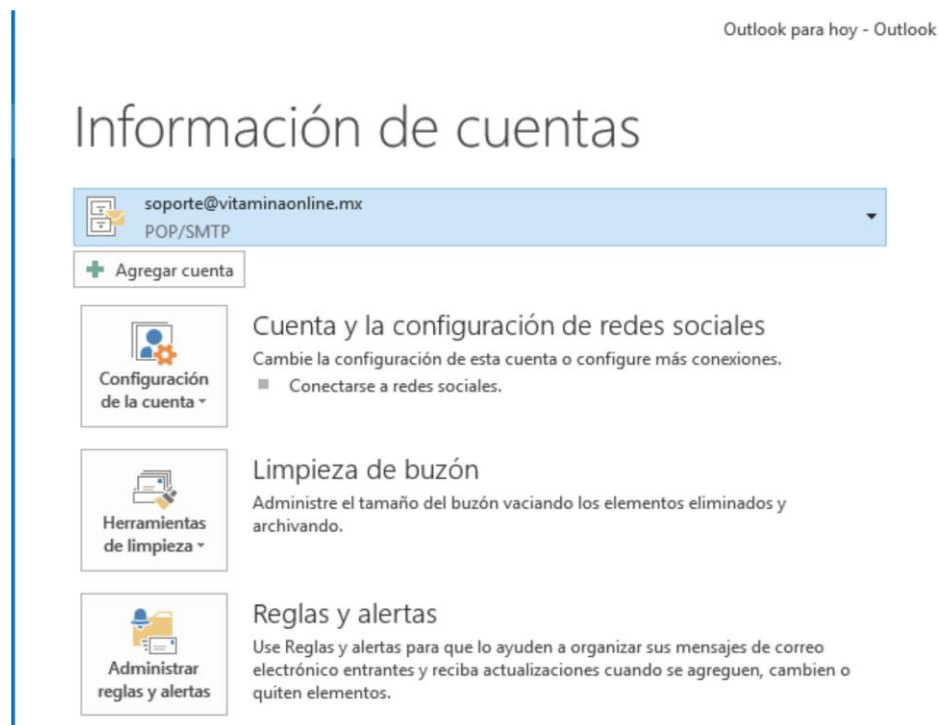 Outlook para hoy - Outlook
Información de cuentas
soporte@vitaminaonline.mx
POP/SMTP
Agregar cuenta
Configuración
de la cuenta
Cuenta y la configuración de redes sociales
Cambie la configuración de esta cuenta o configure más conexiones.
Conectarse a redes sociales.
Herramientas
de limpieza
Limpieza de buzón
Administre el tamaño del buzón vaciando los elementos eliminados y
archivando.
Administrar
reglas y alertas
Reglas y alertas
Use Reglas y alertas para que lo ayuden a organizar sus mensajes de correo
electrónico entrantes y reciba actualizaciones cuando se agreguen, cambien o
quiten elementos.